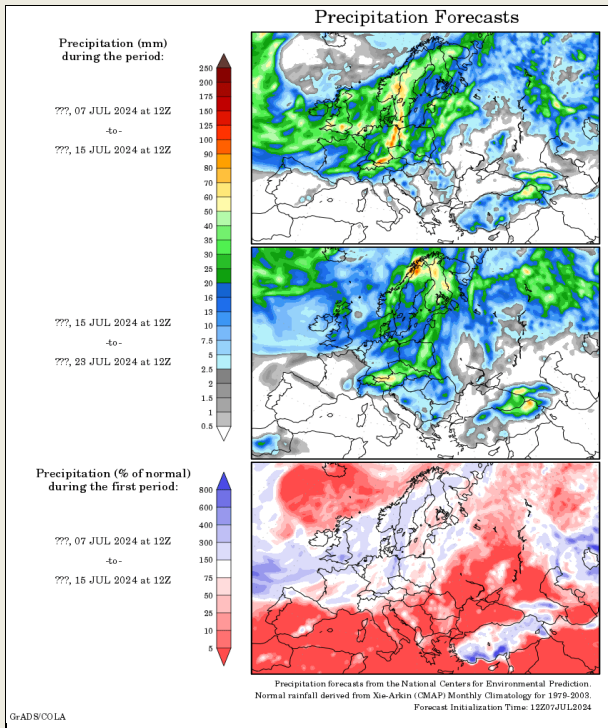 Precipitation Forecasts
Precipitation (mm)
during the period:
250
200
175
150
125
100
90
80
70
60
50
40
35
30
25
20
16
13
10
7.5
5
2.5
2
1.5
1
0.5
???, 07 JUL 2024 at 12Z
-to-
???, 15 JUL 2024 at 12Z
???, 15 JUL 2024 at 12Z
-to-
???, 23 JUL 2024 at 12Z
Precipitation (% of normal)
during the first period:
800
600
400
300
150
75
50
25
10
5
???, 07 JUL 2024 at 12Z
-to-
???, 15 JUL 2024 at 12Z
Precipitation forecasts from the National Centers for Environmental Prediction.
Normal rainfall derived from Xie-Arkin (CMAP) Monthly Climatology for 1979-2003.
Forecast Initialization Time: 12Z07JUL2024
GrADS/COLA